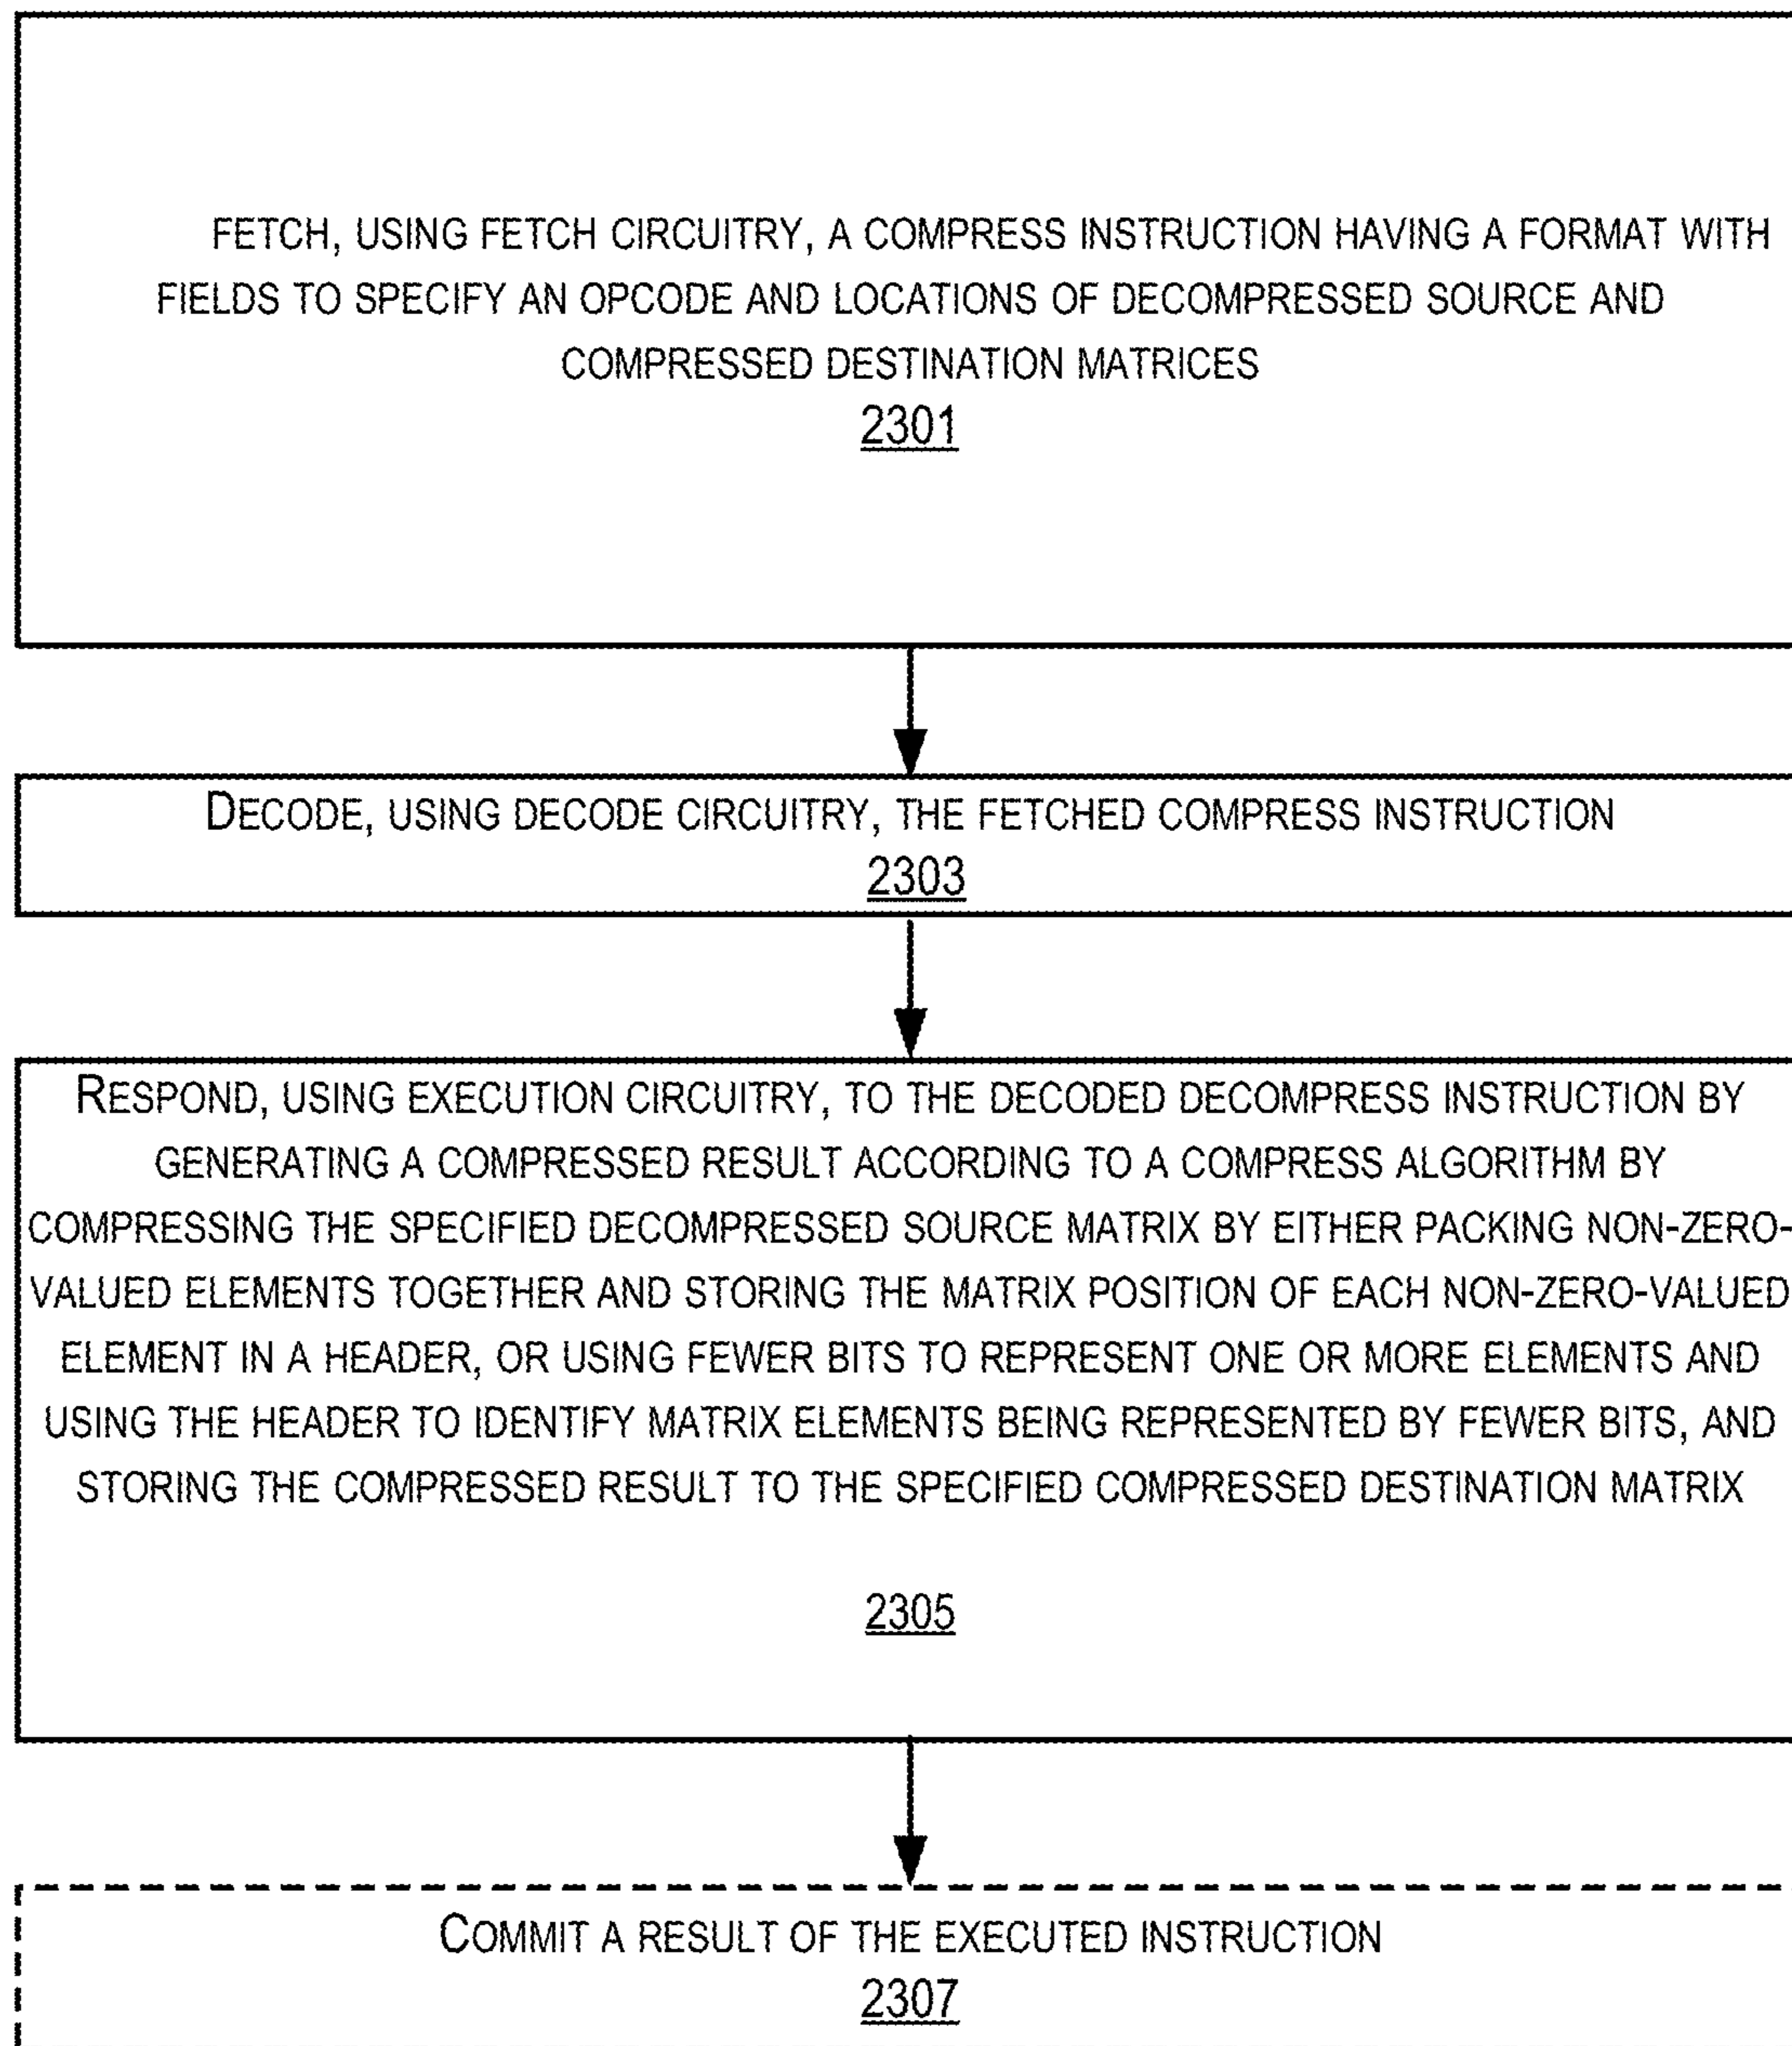 FETCH, USING FETCH CIRCUITRY, A COMPRESS INSTRUCTION HAVING A FORMAT WITH
FIELDS TO SPECIFY AN OPCODE AND LOCATIONS OF DECOMPRESSED SOURCE AND
COMPRESSED DESTINATION MATRICES
2301
DECODE, USING DECODE CIRCUITRY, THE FETCHED COMPRESS INSTRUCTION
2303
RESPOND, USING EXECUTION CIRCUITRY, TO THE DECODED DECOMPRESS INSTRUCTION BY
GENERATING A COMPRESSED RESULT ACCORDING TO A COMPRESS ALGORITHM BY
COMPRESSING THE SPECIFIED DECOMPRESSED SOURCE MATRIX BY EITHER PACKING NON-ZERO-
VALUED ELEMENTS TOGETHER AND STORING THE MATRIX POSITION OF EACH NON-ZERO-VALUED
ELEMENT IN A HEADER, OR USING FEWER BITS TO REPRESENT ONE OR MORE ELEMENTS AND
USING THE HEADER TO IDENTIFY MATRIX ELEMENTS BEING REPRESENTED BY FEWER BITS, AND
STORING THE COMPRESSED RESULT TO THE SPECIFIED COMPRESSED DESTINATION MATRIX
2305
COMMIT A RESULT OF THE EXECUTED INSTRUCTION
2307